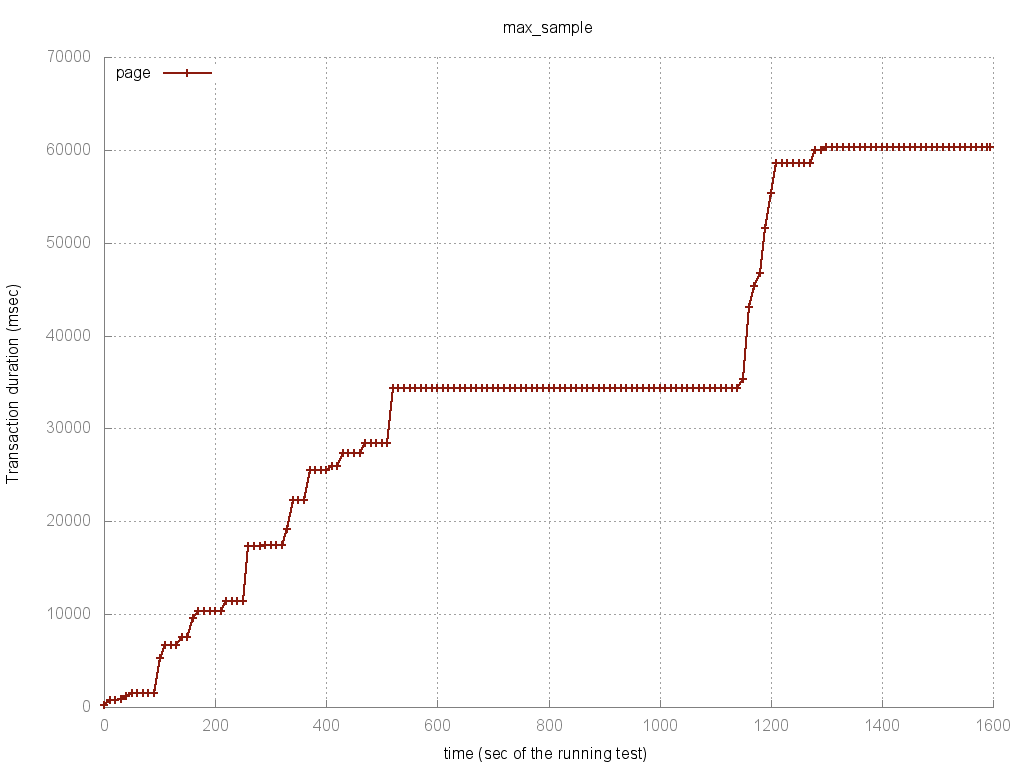 max_sample
page
70000
60000
50000
40000
30000
20000
10000
0
0 200 400 600 800 1000 1200 1400 1600
Transaction duration (msec)
time (sec of the running test)